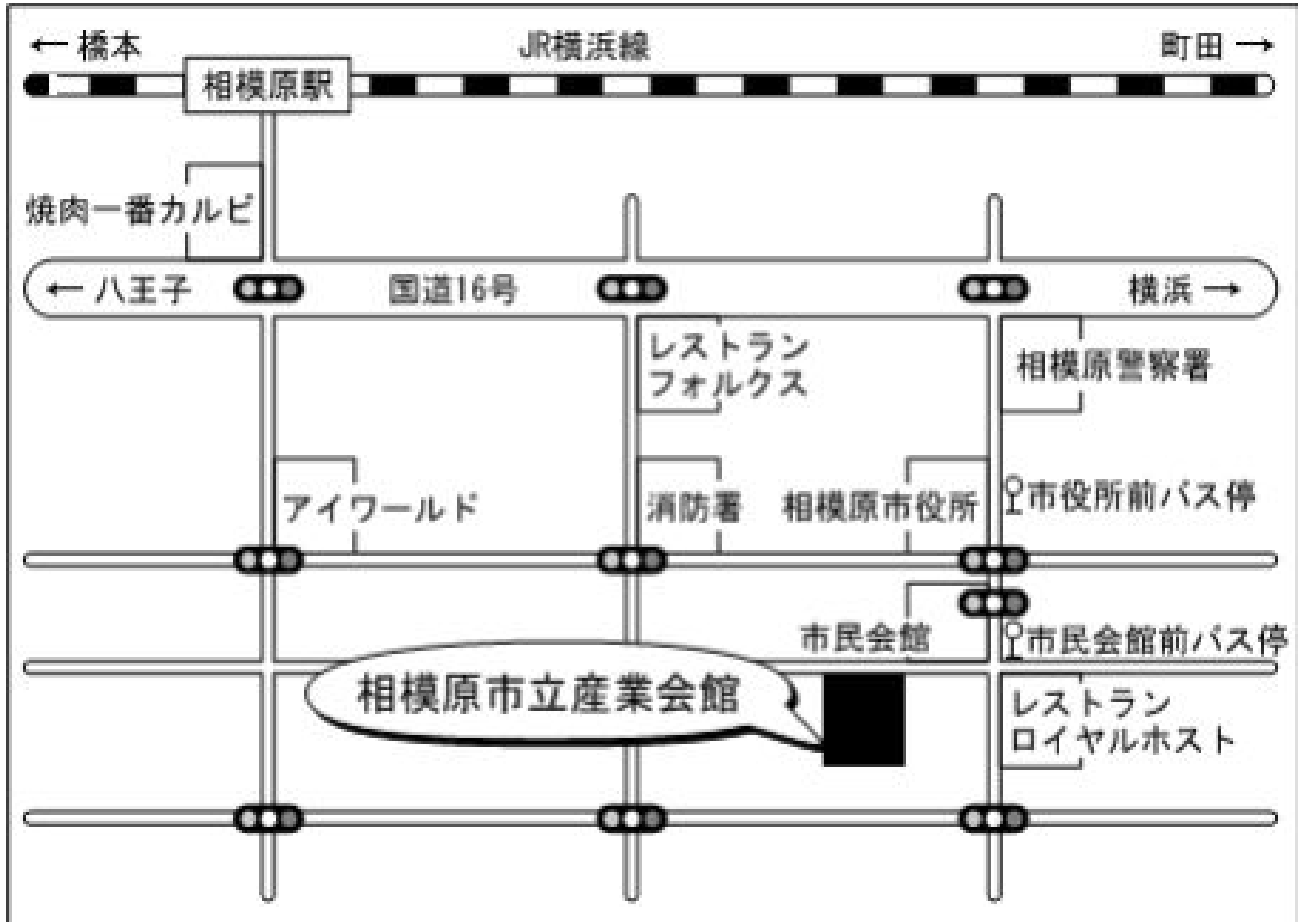 ← 橋本
JR横浜線
町田 →
相模原駅
焼肉一番カルビ
← 八王子
国道16号
横浜 →
レストラン
フォルクス
相模原警察署
アイワールド
消防署
相模原市役所
市役所前バス停
市民会館
市民会館前バス停
相模原市立産業会館
レストラン
ロイヤルホスト